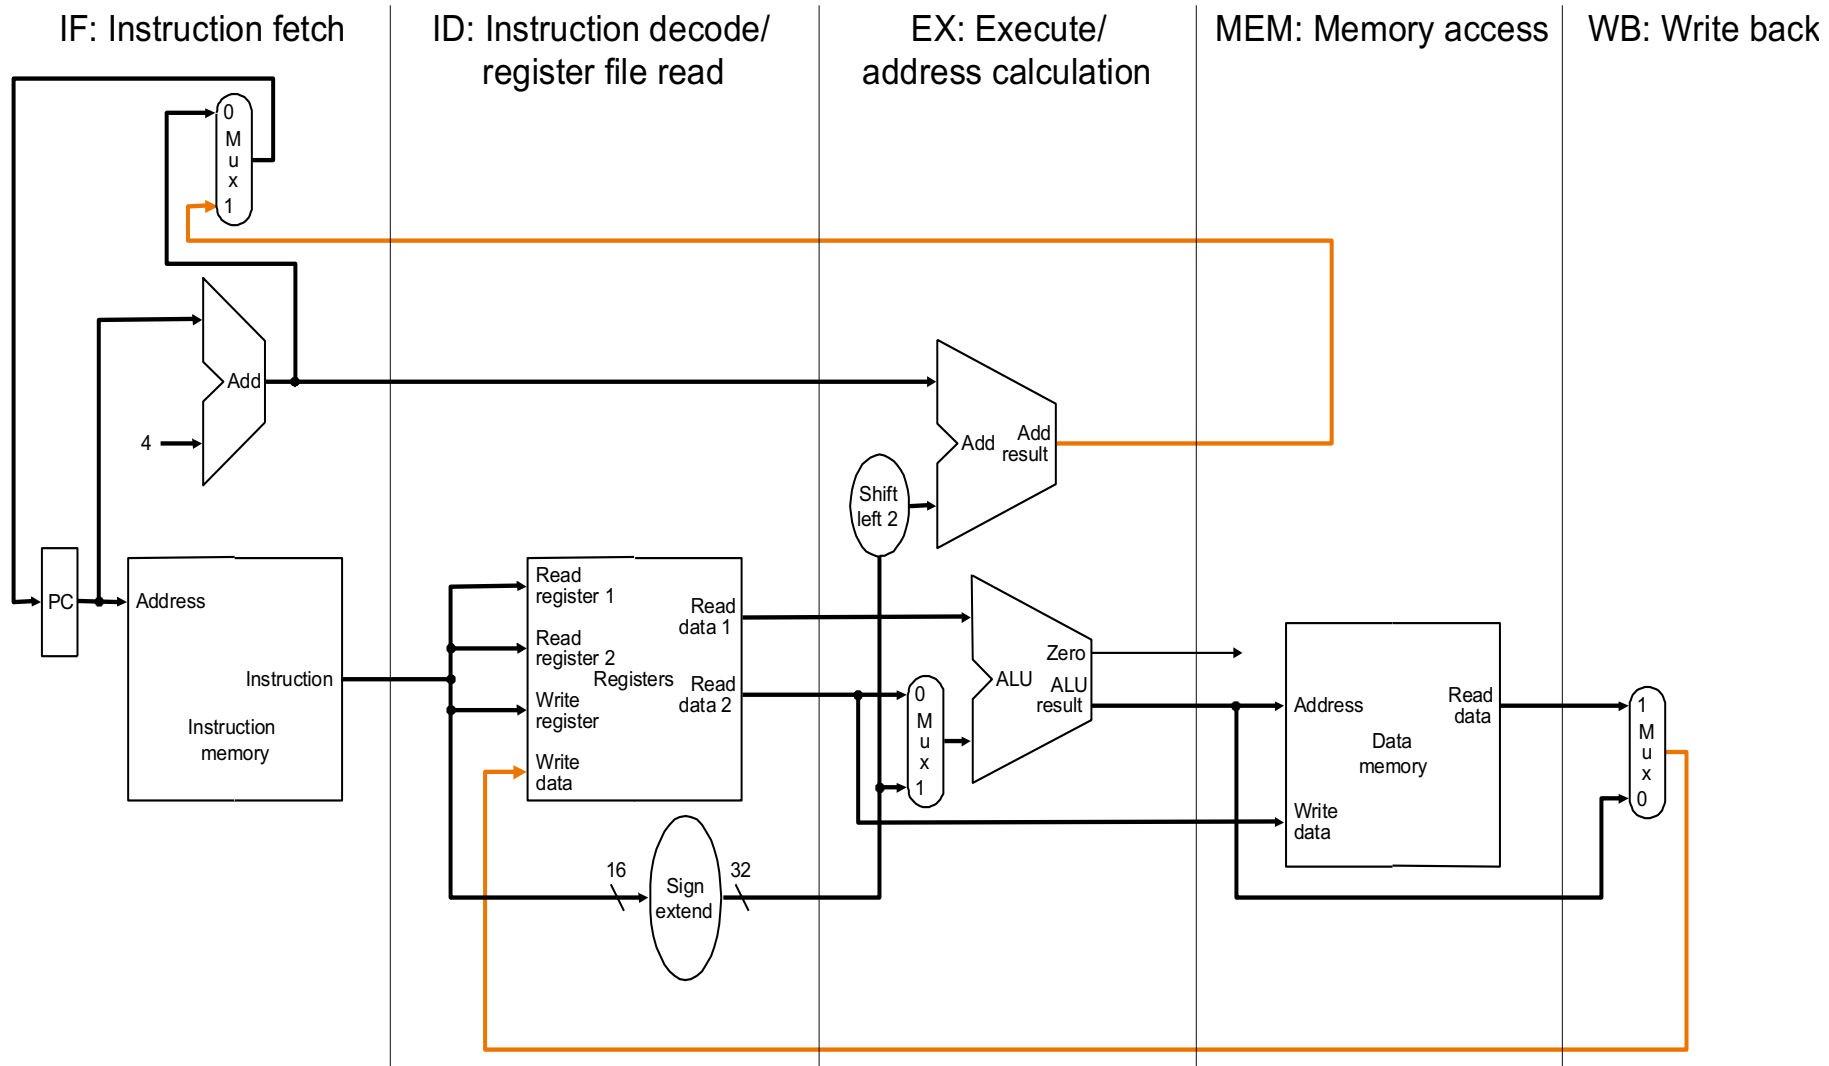 IF: Instruction fetch
ID: Instruction decode/
register file read
EX: Execute/
address calculation
MEM: Memory access
WB: Write back
0
M
u
x
1
Add
4
PC
Address
Instruction
Instruction
memory
Read
register 1
Read
register 2
Write
register
Write
data
Registers
Read
data 1
Read
data 2
16
Sign
extend
32
Shift
left 2
Add
Add
result
0
M
u
x
1
ALU
Zero
ALU
result
Address
Read
data
Data
memory
Write
data
1
M
u
x
0